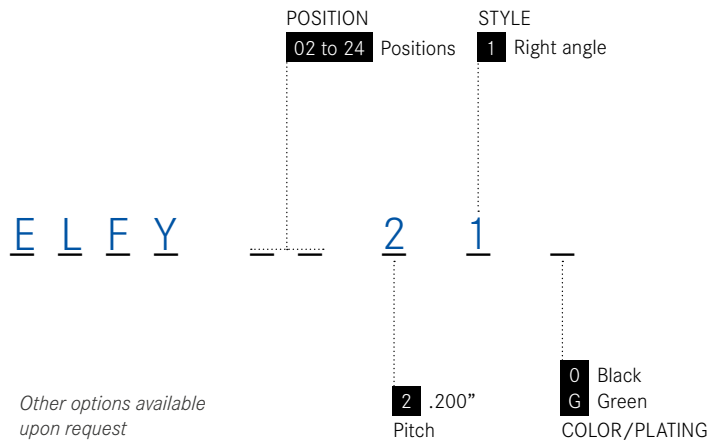 POSITION STYLE
02 to 24 Positions 1 Right angle
E L F Y _ _ 2 1 _
2 .200”
Pitch
0 Black
G Green
COLOR/PLATING
Other options available
upon request